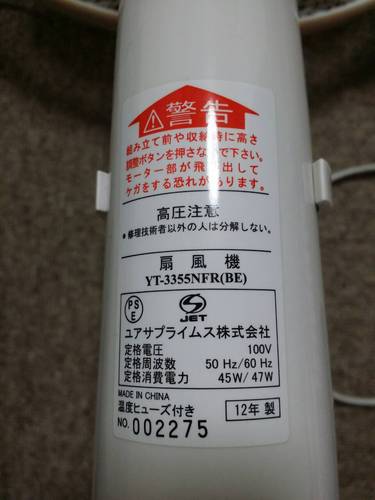 警告
組み立て前や収納時に高さ
調整ボタンを押さないで下さい。
モーター部が飛び出して
ケガをする恐れがあります。
高圧注意
*修理技術者以外の人は分解しない。
扇風機
YT-3355NFR(BE)
PS
E
JET
ユアサプライムス株式会社
定格電圧 100V
定格周波数 50 Hz/60 Hz
定格消費電力 45W/47W
MADE IN CHINA
温度ヒューズ付き 12年 製
NO. 002275